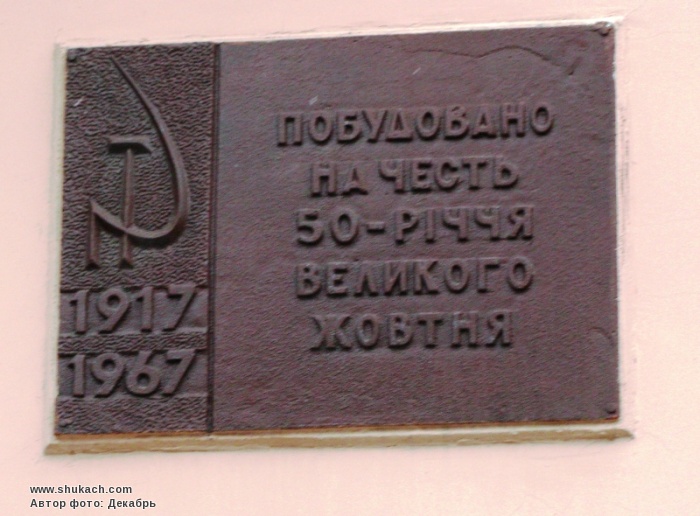 1917
1967
ПОБУДОВАНО
НА ЧЕСТЬ
50-РІЧЧЯ
ВЕЛИКОГО
ЖОВТНЯ
www.shukach.com
Автор фото: Декабрь